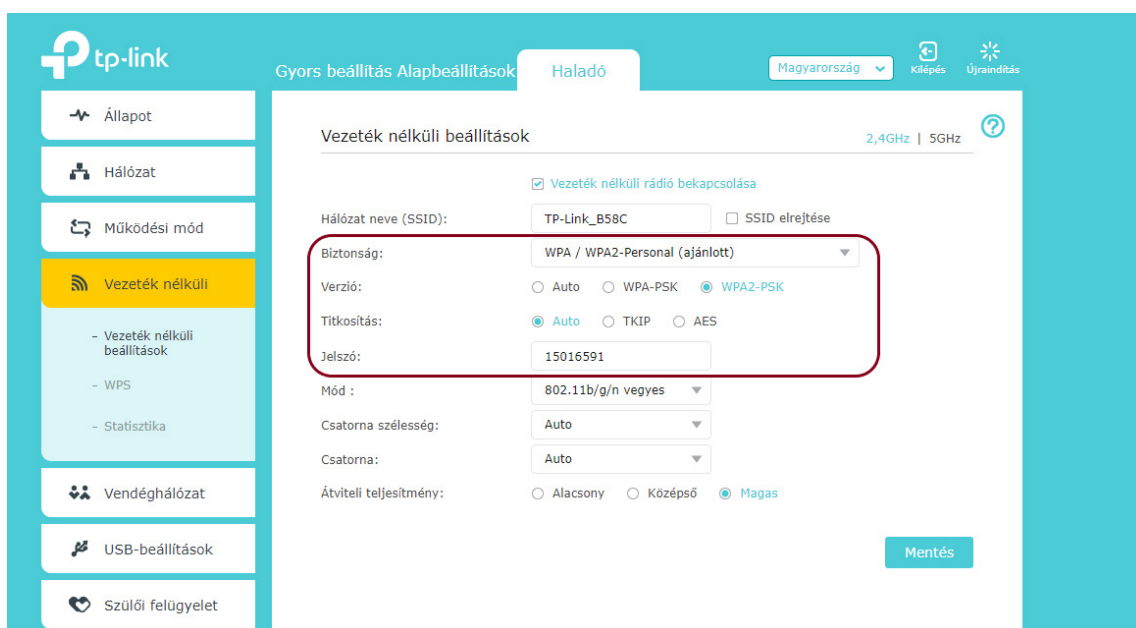 tp-link
Gyors beállítás Alapbeállítások Haladó Magyarország Kilépés Újraindítás
Állapot
Hálózat
Működési mód
Vezeték nélküli
- Vezeték nélküli
beállítások
- WPS
- Statisztika
Vendéghálózat
USB-beállítások
Szülői felügyelet
Vezeték nélküli beállítások 2,4GHz | 5GHz ?
Vezeték nélküli rádió bekapcsolása
Hálózat neve (SSID): TP-Link_B58C SSID elrejtése
Biztonság: WPA / WPA2-Personal (ajánlott)
Verzió: Auto WPA-PSK WPA2-PSK
Titkosítás: Auto TKIP AES
Jelszó: 15016591
Mód : 802.11b/g/n vegyes
Csatorna szélesség: Auto
Csatorna: Auto
Átviteli teljesítmény: Alacsony Középső Magas
Mentés